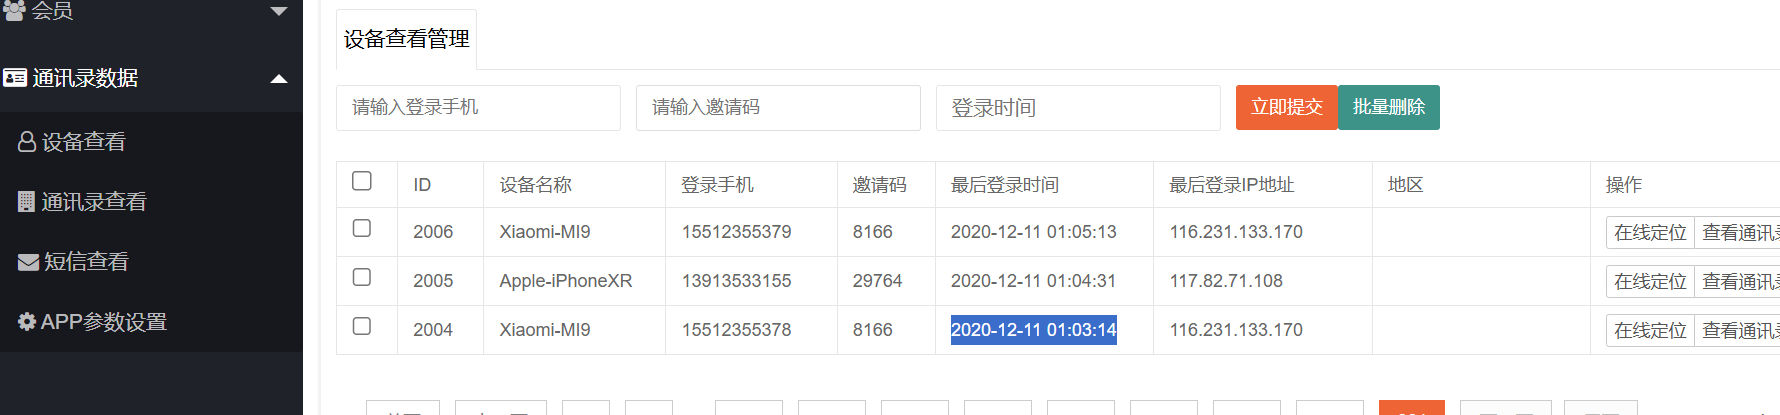 会员
设备查看管理
通讯录数据
请输入登录手机 请输入邀请码 登录时间 立即提交 批量删除
设备查看
ID 设备名称 登录手机 邀请码 最后登录时间 最后登录IP地址 地区 操作
通讯录查看
2006 Xiaomi-MI9 15512355379 8166 2020-12-11 01:05:13 116.231.133.170 在线定位 查看通讯录
短信查看
2005 Apple-iPhoneXR 13913533155 29764 2020-12-11 01:04:31 117.82.71.108 在线定位 查看通讯录
APP参数设置
2004 Xiaomi-MI9 15512355378 8166 2020-12-11 01:03:14 116.231.133.170 在线定位 查看通讯录